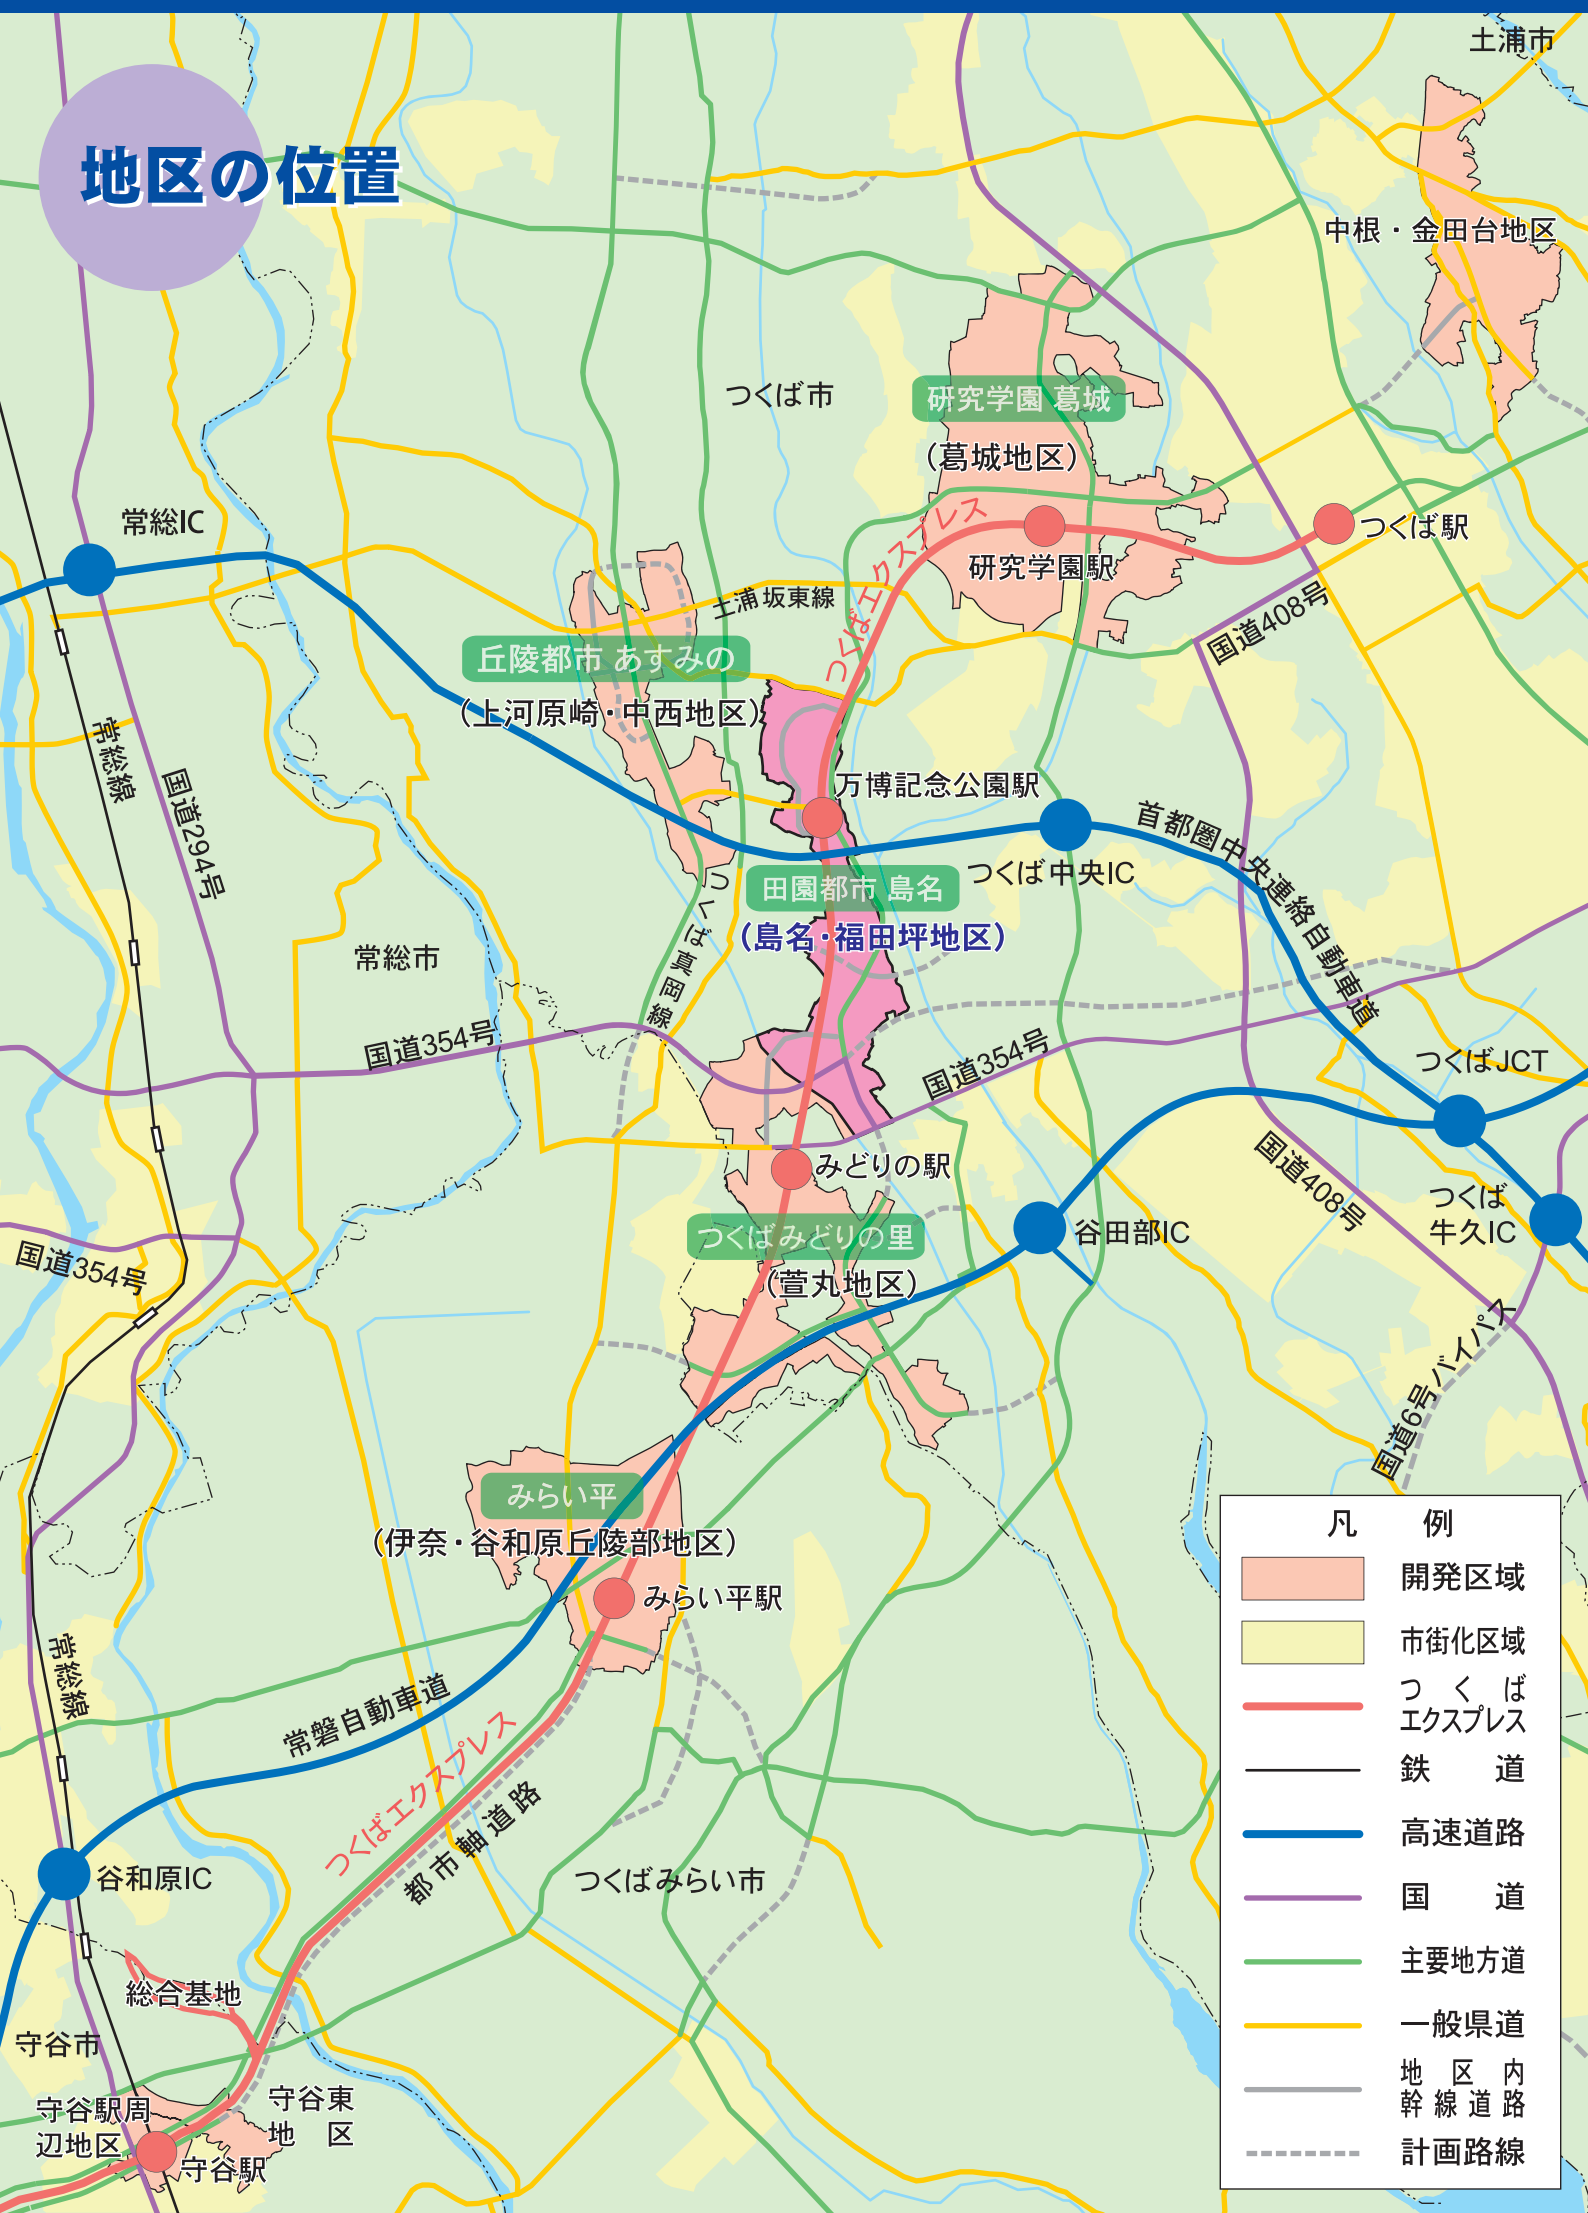 地区の位置
土浦市
中根・金田台地区
つくば市
研究学園 葛城
（葛城地区）
常総IC
つくば駅
つくばエクスプレス
研究学園駅
土浦坂東線
国道408号
丘陵都市 あすみの
（上河原崎・中西地区）
常総線
国道294号
万博記念公園駅
首都圏中央連絡自動車道
つくば中央IC
田園都市 島名
（島名・福田坪地区）
つくば真岡線
常総市
国道354号
国道354号
つくばJCT
みどりの駅
国道408号
つくば
牛久IC
つくばみどりの里
谷田部IC
国道354号
（萱丸地区）
国道6号バイパス
みらい平
（伊奈・谷和原丘陵部地区）
みらい平駅
常総線
常磐自動車道
つくばエクスプレス
都市軸道路
谷和原IC
つくばみらい市
総合基地
守谷市
守谷駅周
辺地区
守谷東
地区
守谷駅
凡例
開発区域
市街化区域
つくば
エクスプレス
鉄道
高速道路
国道
主要地方道
一般県道
地区内
幹線道路
計画路線